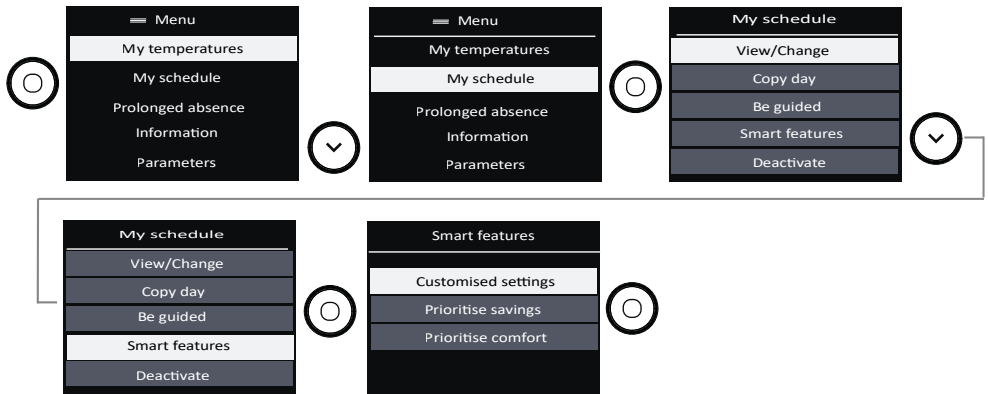 Menu
My temperatures
My schedule
Prolonged absence
Information
Parameters
Menu
My temperatures
My schedule
Prolonged absence
Information
Parameters
My schedule
View/Change
Copy day
Be guided
Smart features
Deactivate
My schedule
View/Change
Copy day
Be guided
Smart features
Deactivate
Smart features
Customised settings
Prioritise savings
Prioritise comfort